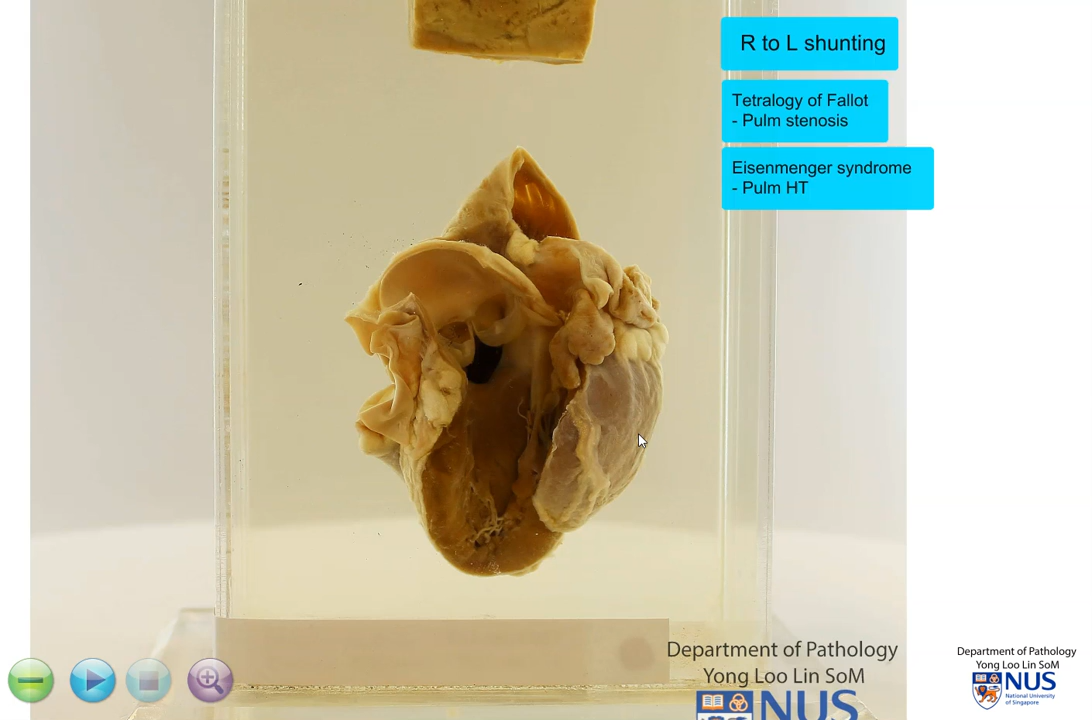 R to L shunting
Tetralogy of Fallot
- Pulm stenosis
Eisenmenger syndrome
- Pulm HT
Department of Pathology
Yong Loo Lin SoM
NUS
Department of Pathology
Yong Loo Lin SoM
NUS
National University
of Singapore